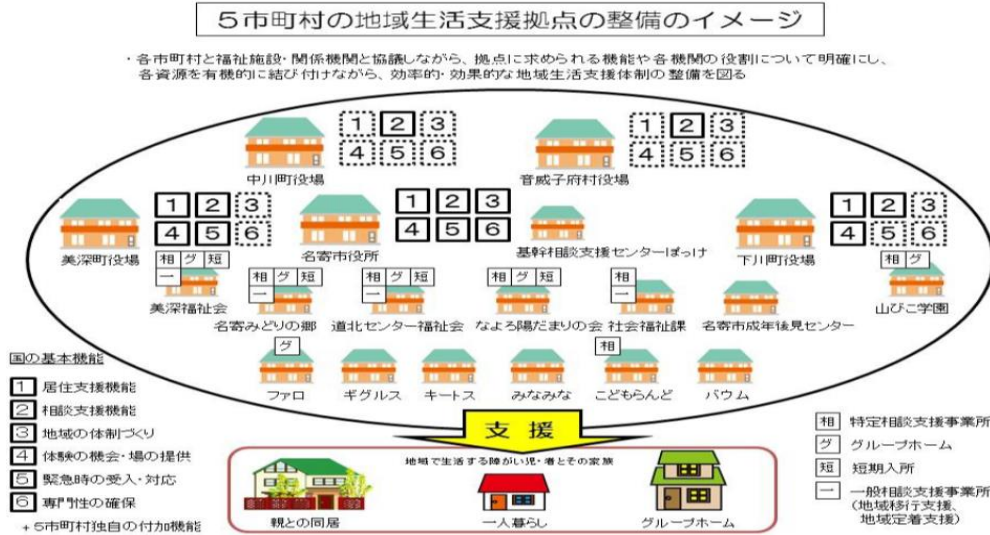 5市町村の地域生活支援拠点の整備のイメージ
・各市町村と福祉施設・関係機関と協議しながら、拠点に求められる機能や各機関の役割について明確にし、
各資源を有機的に結び付けながら、効率的・効果的な地域生活支援体制の整備を図る
1 2 3
4 5 6
中川町役場
1 2 3
4 5 6
音威子府村役場
1 2 3
4 5 6
美深町役場
1 2 3
4 5 6
名寄市役所
基幹相談支援センターぽっけ
1 2 3
4 5 6
下川町役場
相 グ 短
一
美深福祉会
相 グ 短
一
名寄みどりの郷
相 グ 短
一
道北センター福祉会
相 グ 短
なよろ陽だまりの会
相
一
社会福祉課
名寄市成年後見センター
相 グ
山びこ学園
グ
ファロ
ギグルス
キートス
みなみな
相
こどもらんど
バウム
国の基本機能
1 居住支援機能
2 相談支援機能
3 地域の体制づくり
4 体験の機会・場の提供
5 緊急時の受入・対応
6 専門性の確保
+5市町村独自の付加機能
支援
地域で生活する障がい児・者とその家族
親との同居
一人暮らし
グループホーム
相 特定相談支援事業所
グ グループホーム
短 短期入所
一 一般相談支援事業所
(地域移行支援、
地域定着支援)